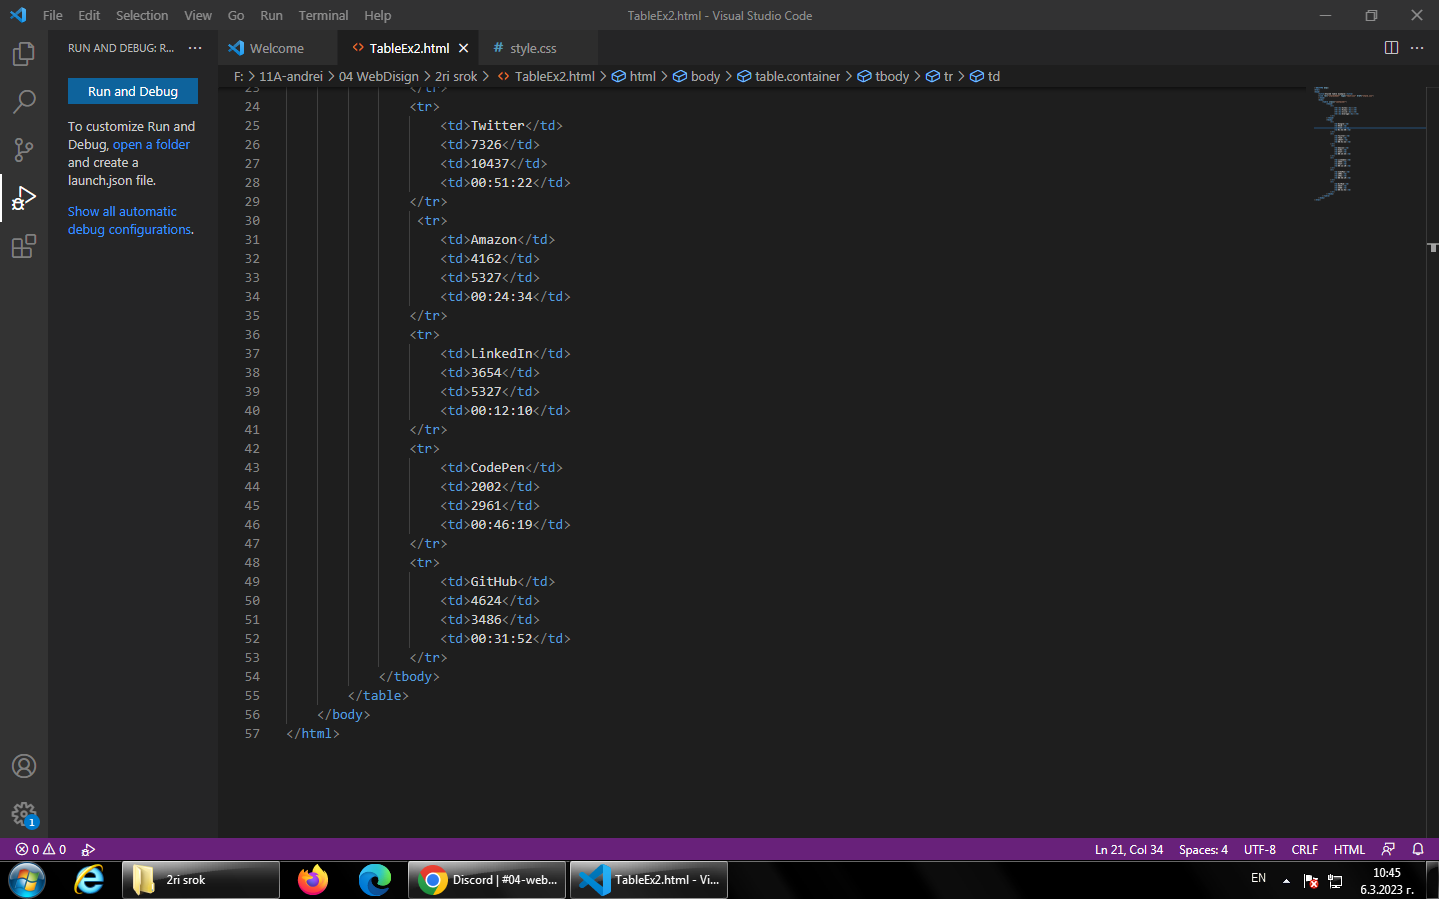 File Edit Selection View Go Run Terminal Help
TableEx2.html - Visual Studio Code
RUN AND DEBUG: R...
Welcome
TableEx2.html
# style.css
F: > 11A-andrei > 04 WebDisign > 2ri srok > TableEx2.html > html > body > table.container > tbody > tr > td
Run and Debug
To customize Run and
Debug, open a folder
and create a
launch.json file.
Show all automatic
debug configurations.
23 </tr>
24 <tr>
25 <td>Twitter</td>
26 <td>7326</td>
27 <td>10437</td>
28 <td>00:51:22</td>
29 </tr>
30 <tr>
31 <td>Amazon</td>
32 <td>4162</td>
33 <td>5327</td>
34 <td>00:24:34</td>
35 </tr>
36 <tr>
37 <td>LinkedIn</td>
38 <td>3654</td>
39 <td>5327</td>
40 <td>00:12:10</td>
41 </tr>
42 <tr>
43 <td>CodePen</td>
44 <td>2002</td>
45 <td>2961</td>
46 <td>00:46:19</td>
47 </tr>
48 <tr>
49 <td>GitHub</td>
50 <td>4624</td>
51 <td>3486</td>
52 <td>00:31:52</td>
53 </tr>
54 </tbody>
55 </table>
56 </body>
57 </html>
1
0 0
Ln 21, Col 34 Spaces: 4 UTF-8 CRLF HTML
2ri srok
Discord | #04-web...
TableEx2.html - Vi...
EN
10:45
6.3.2023 г.